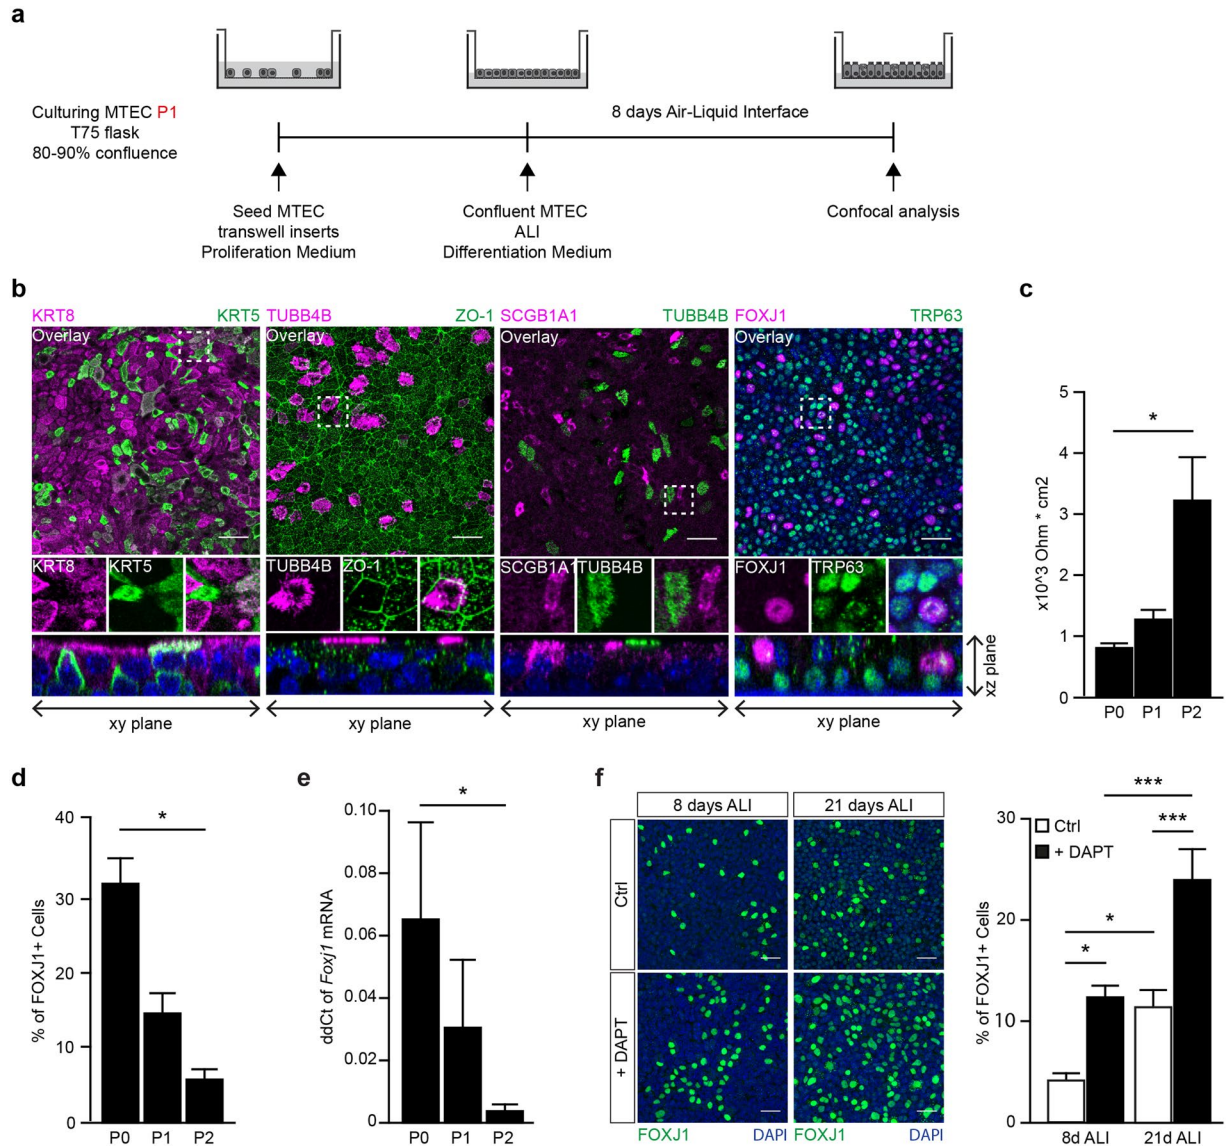 a
Culturing MTEC P1
T75 flask
80-90% confluence
8 days Air-Liquid Interface
Seed MTEC
transwell inserts
Proliferation Medium
Confluent MTEC
ALI
Differentiation Medium
Confocal analysis
b
KRT8 KRT5
Overlay
KRT8 KRT5
xy plane
TUBB4B ZO-1
Overlay
TUBB4B ZO-1
xy plane
SCGB1A1 TUBB4B
Overlay
SCGB1A1 TUBB4B
xy plane
FOXJ1 TRP63
Overlay
FOXJ1 TRP63
xy plane
xz plane
c
x10^3 Ohm * cm2
5
4
3
2
1
0
*
P0 P1 P2
d
% of FOXJ1+ Cells
40
30
20
10
0
*
P0 P1 P2
e
ddCt of Foxj1 mRNA
0.10
0.08
0.06
0.04
0.02
0
*
P0 P1 P2
f
8 days ALI 21 days ALI
Ctrl
+ DAPT
FOXJ1 DAPI FOXJ1 DAPI
% of FOXJ1+ Cells
30
20
10
0
Ctrl
+ DAPT
***
***
*
*
8d ALI 21d ALI